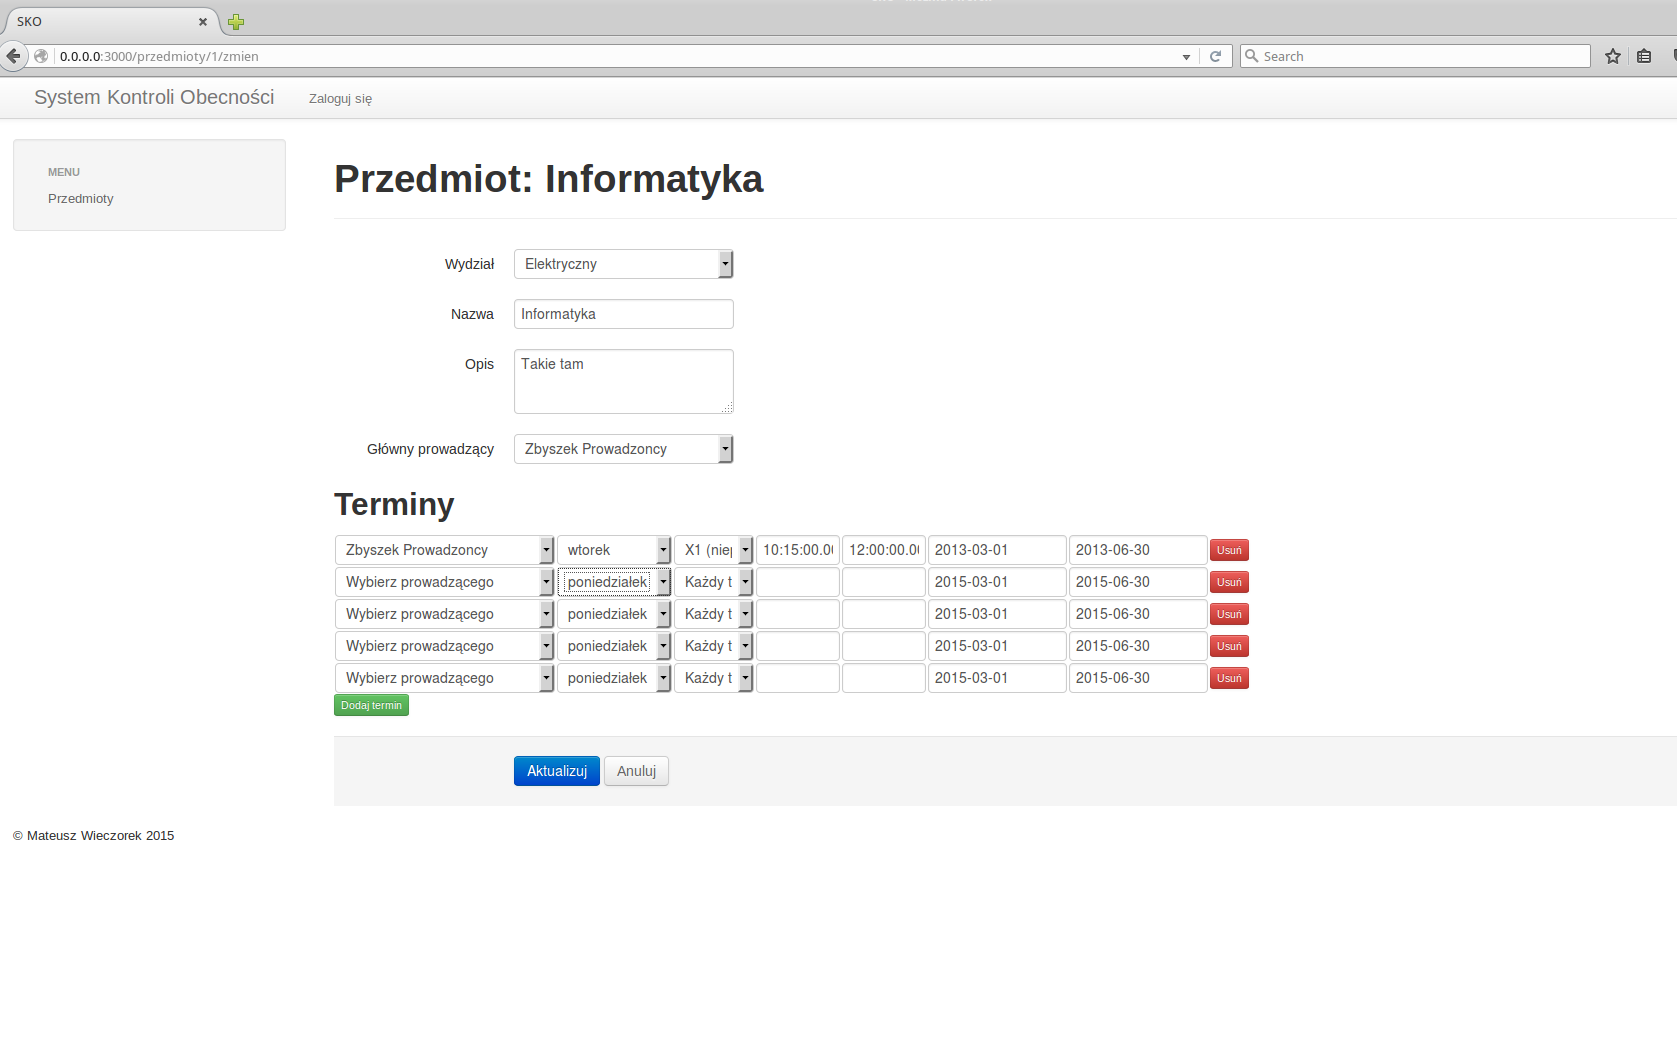 SKO
0.0.0.0:3000/przedmioty/1/zmien
Search
System Kontroli Obecności
Zaloguj się
MENU
Przedmioty
Przedmiot: Informatyka
Wydział
Elektryczny
Nazwa
Informatyka
Opis
Takie tam
Główny prowadzący
Zbyszek Prowadzoncy
Terminy
Zbyszek Prowadzoncy wtorek X1 (niep 10:15:00.00 12:00:00.00 2013-03-01 2013-06-30 Usuń
Wybierz prowadzącego poniedziałek Każdy t 2015-03-01 2015-06-30 Usuń
Wybierz prowadzącego poniedziałek Każdy t 2015-03-01 2015-06-30 Usuń
Wybierz prowadzącego poniedziałek Każdy t 2015-03-01 2015-06-30 Usuń
Wybierz prowadzącego poniedziałek Każdy t 2015-03-01 2015-06-30 Usuń
Dodaj termin
Aktualizuj Anuluj
© Mateusz Wieczorek 2015